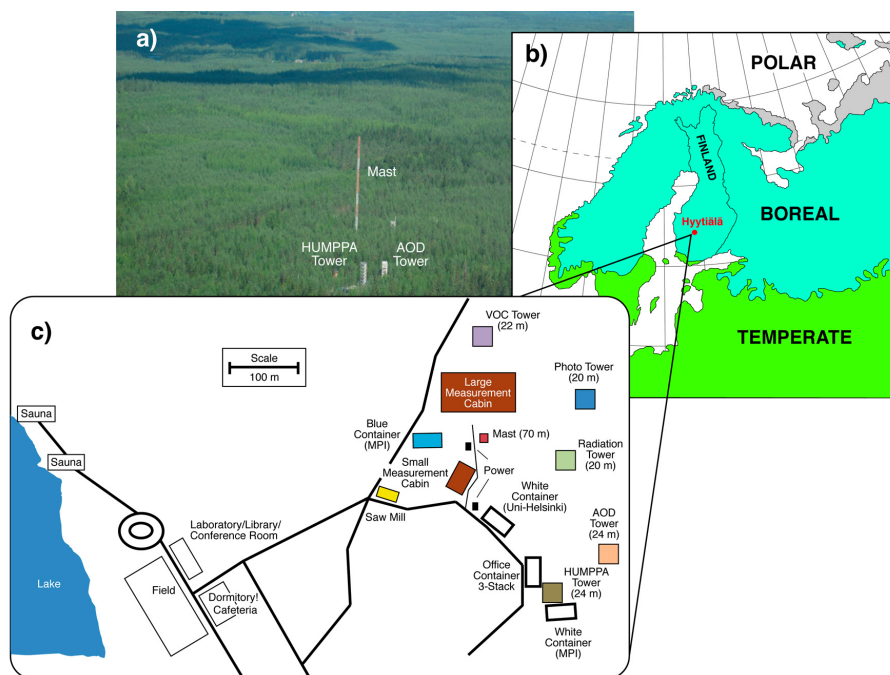 a)
Mast
HUMPPA
Tower
AOD
Tower
b)
POLAR
FINLAND
BOREAL
Hyytiälä
TEMPERATE
c)
Scale
100 m
VOC Tower
(22 m)
Photo Tower
(20 m)
Large
Measurement
Cabin
Blue
Container
(MPI)
Mast (70 m)
Radiation
Tower
(20 m)
Small
Measurement
Cabin
Power
White
Container
(Uni-Helsinki)
Saw Mill
AOD
Tower
(24 m)
Office
Container
3-Stack
HUMPPA
Tower
(24 m)
White
Container
(MPI)
Sauna
Sauna
Laboratory/Library/
Conference Room
Lake
Field
Dormitory!
Cafeteria